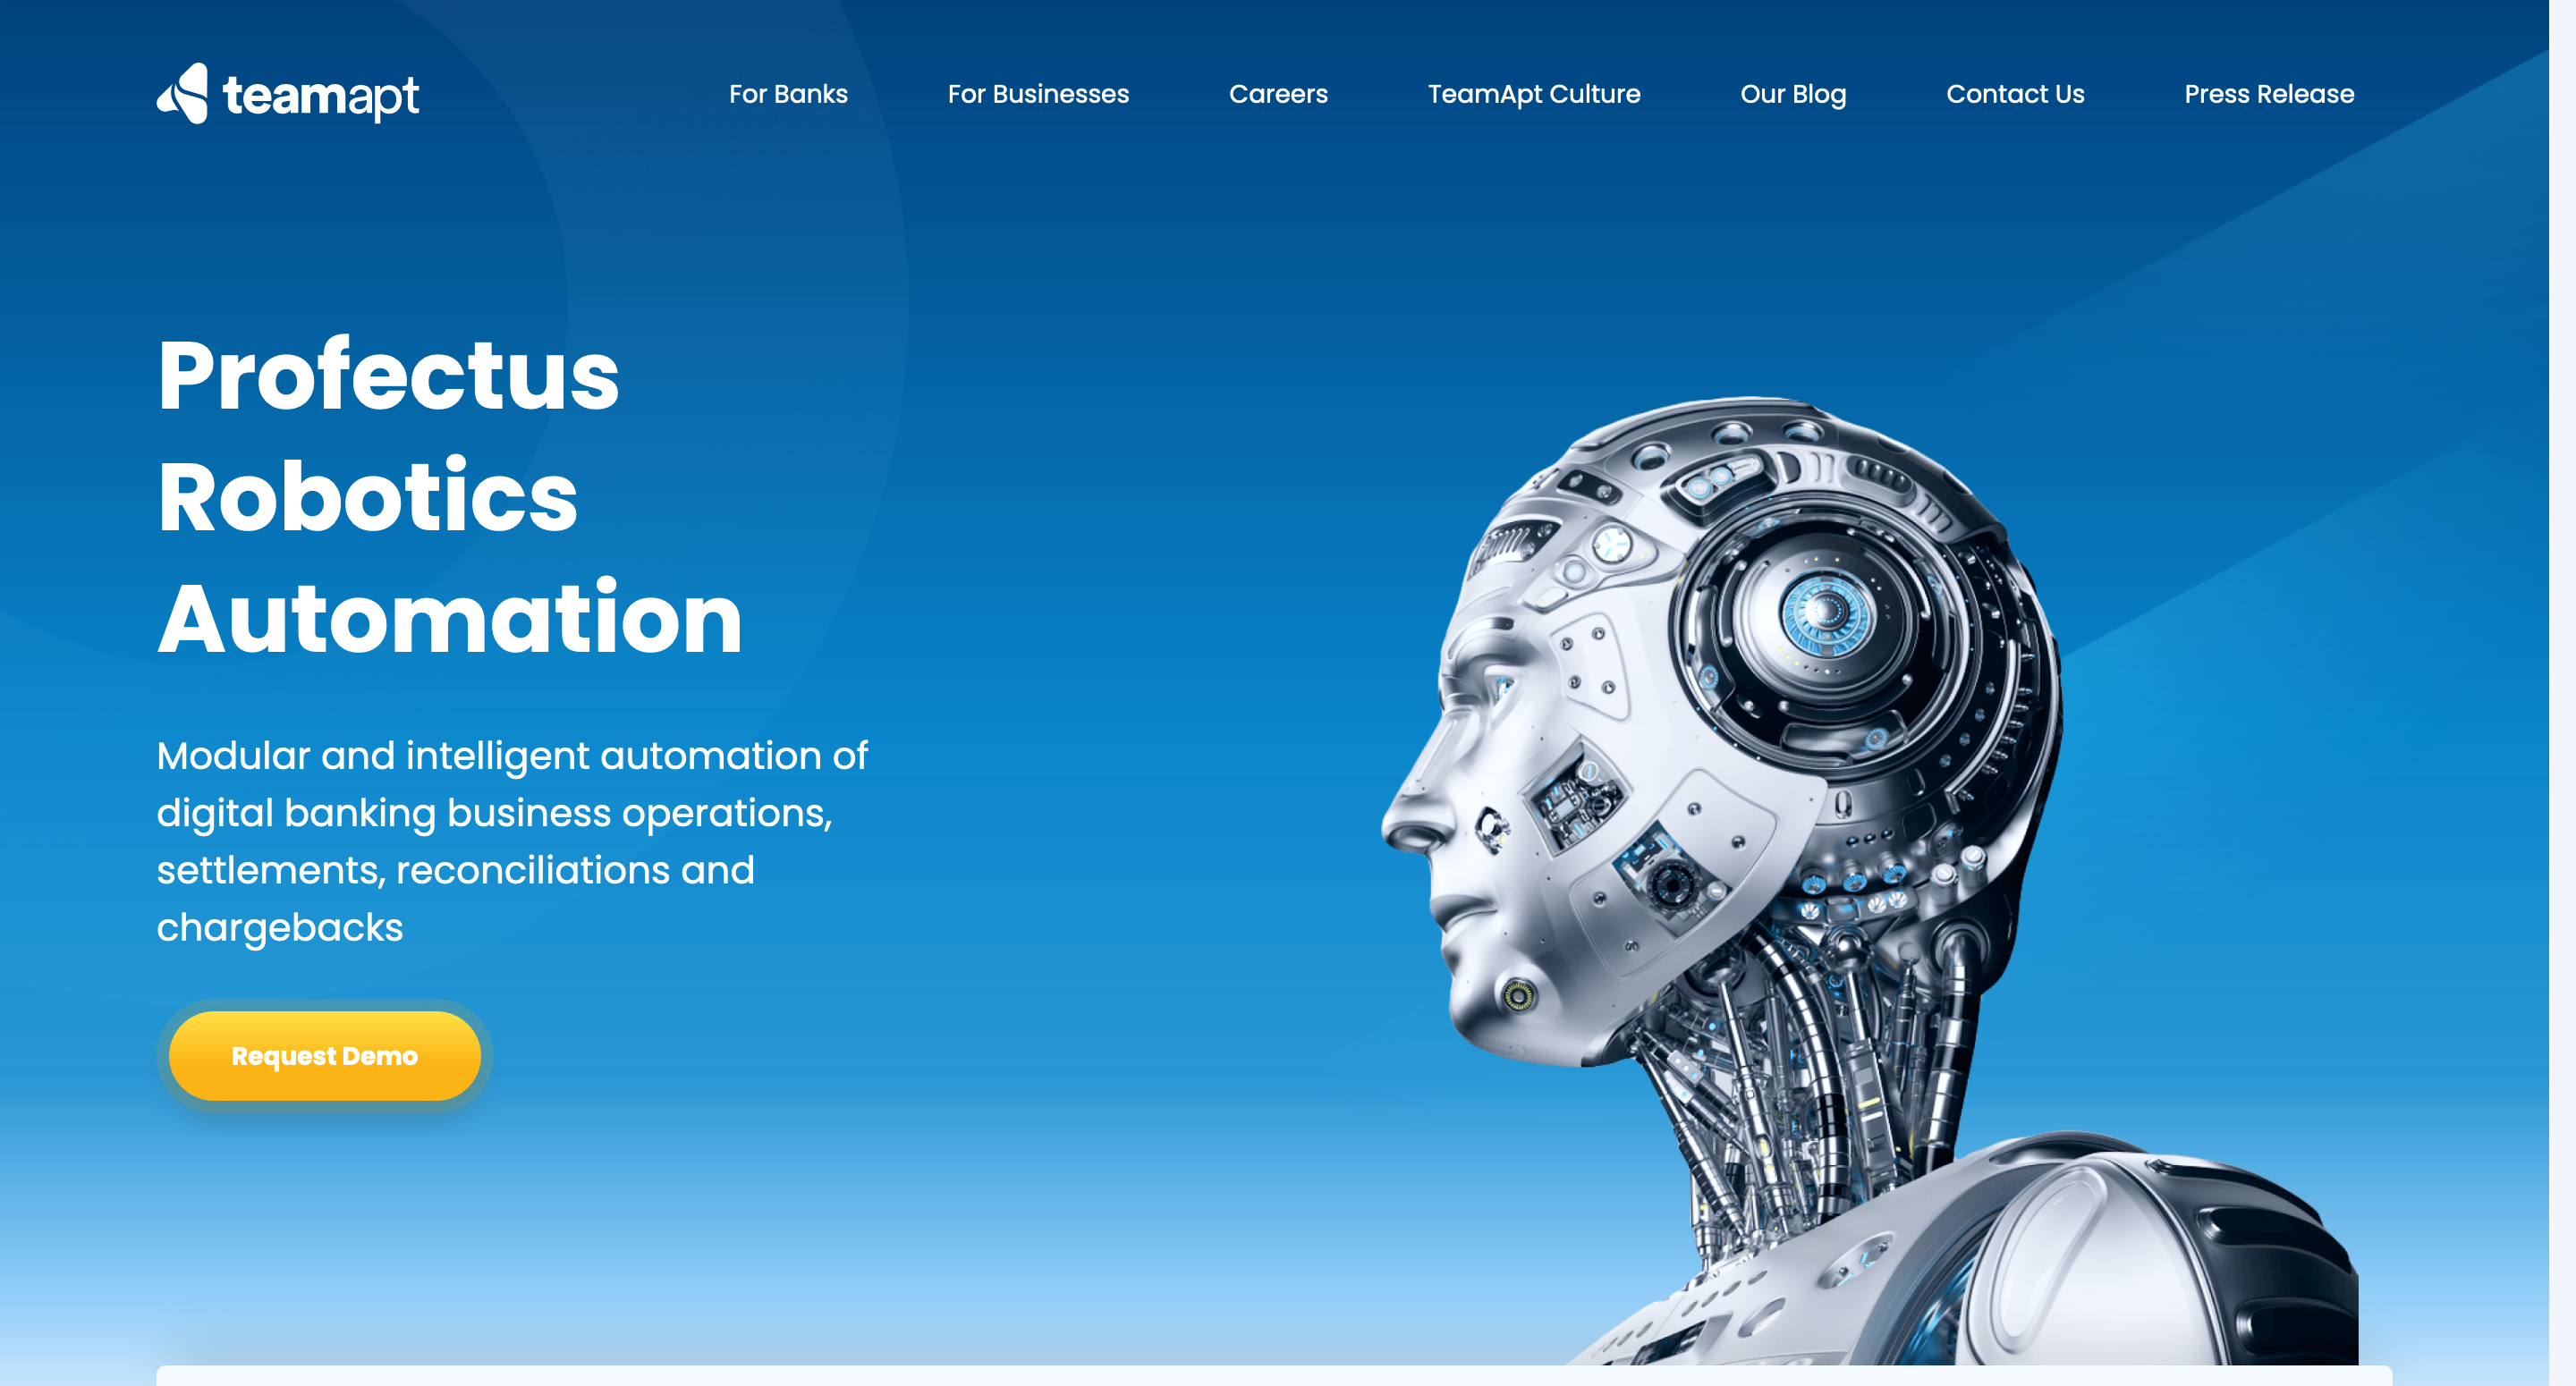 teamapt
For Banks
For Businesses
Careers
TeamApt Culture
Our Blog
Contact Us
Press Release
Profectus
Robotics
Automation
Modular and intelligent automation of
digital banking business operations,
settlements, reconciliations and
chargebacks
Request Demo